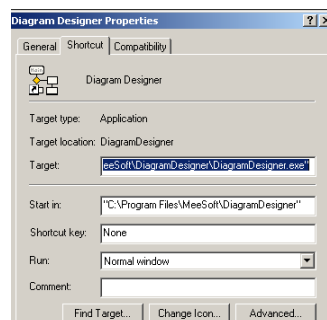 Diagram Designer Properties
General Shortcut Compatibility
Diagram Designer
Target type: Application
Target location: DiagramDesigner
Target: eeSoft\DiagramDesigner\DiagramDesigner.exe"
Start in: "C:\Program Files\MeeSoft\DiagramDesigner"
Shortcut key: None
Run: Normal window
Comment:
Find Target... Change Icon... Advanced...